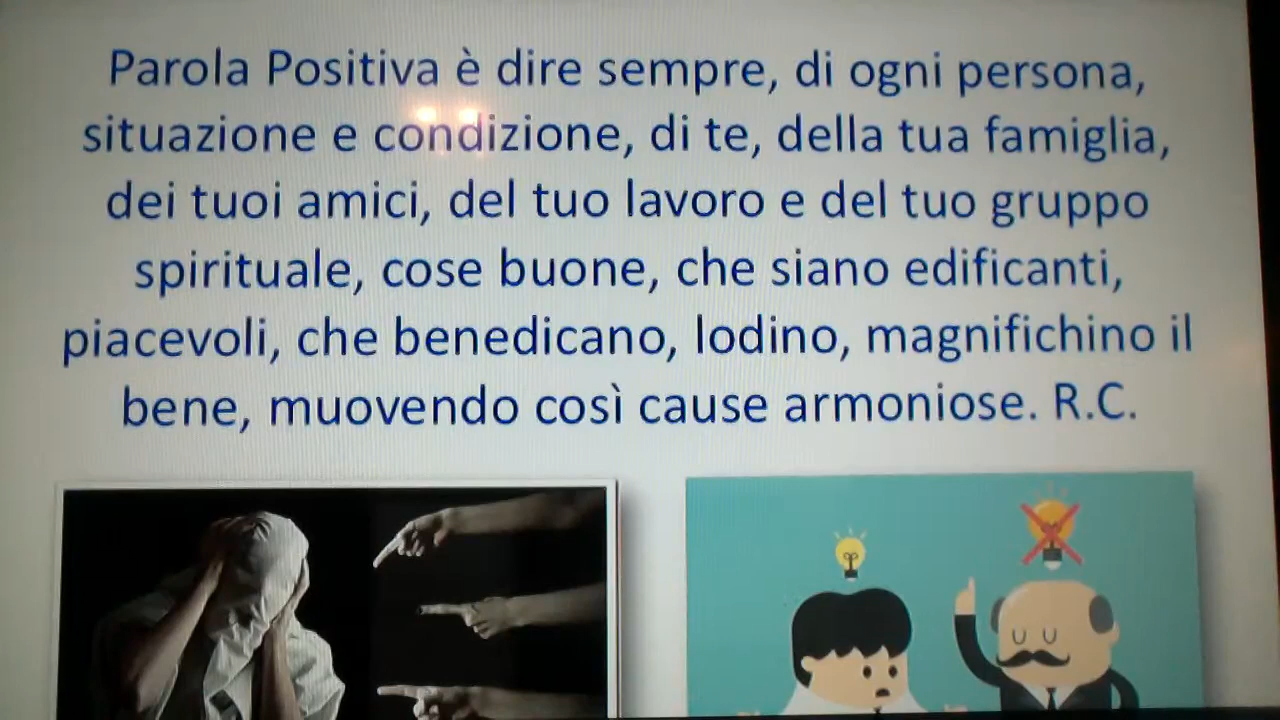 Parola Positiva è dire sempre, di ogni persona,
situazione e condizione, di te, della tua famiglia,
dei tuoi amici, del tuo lavoro e del tuo gruppo
spirituale, cose buone, che siano edificanti,
piacevoli, che benedicano, lodino, magnifichino il
bene, muovendo così cause armoniose. R.C.